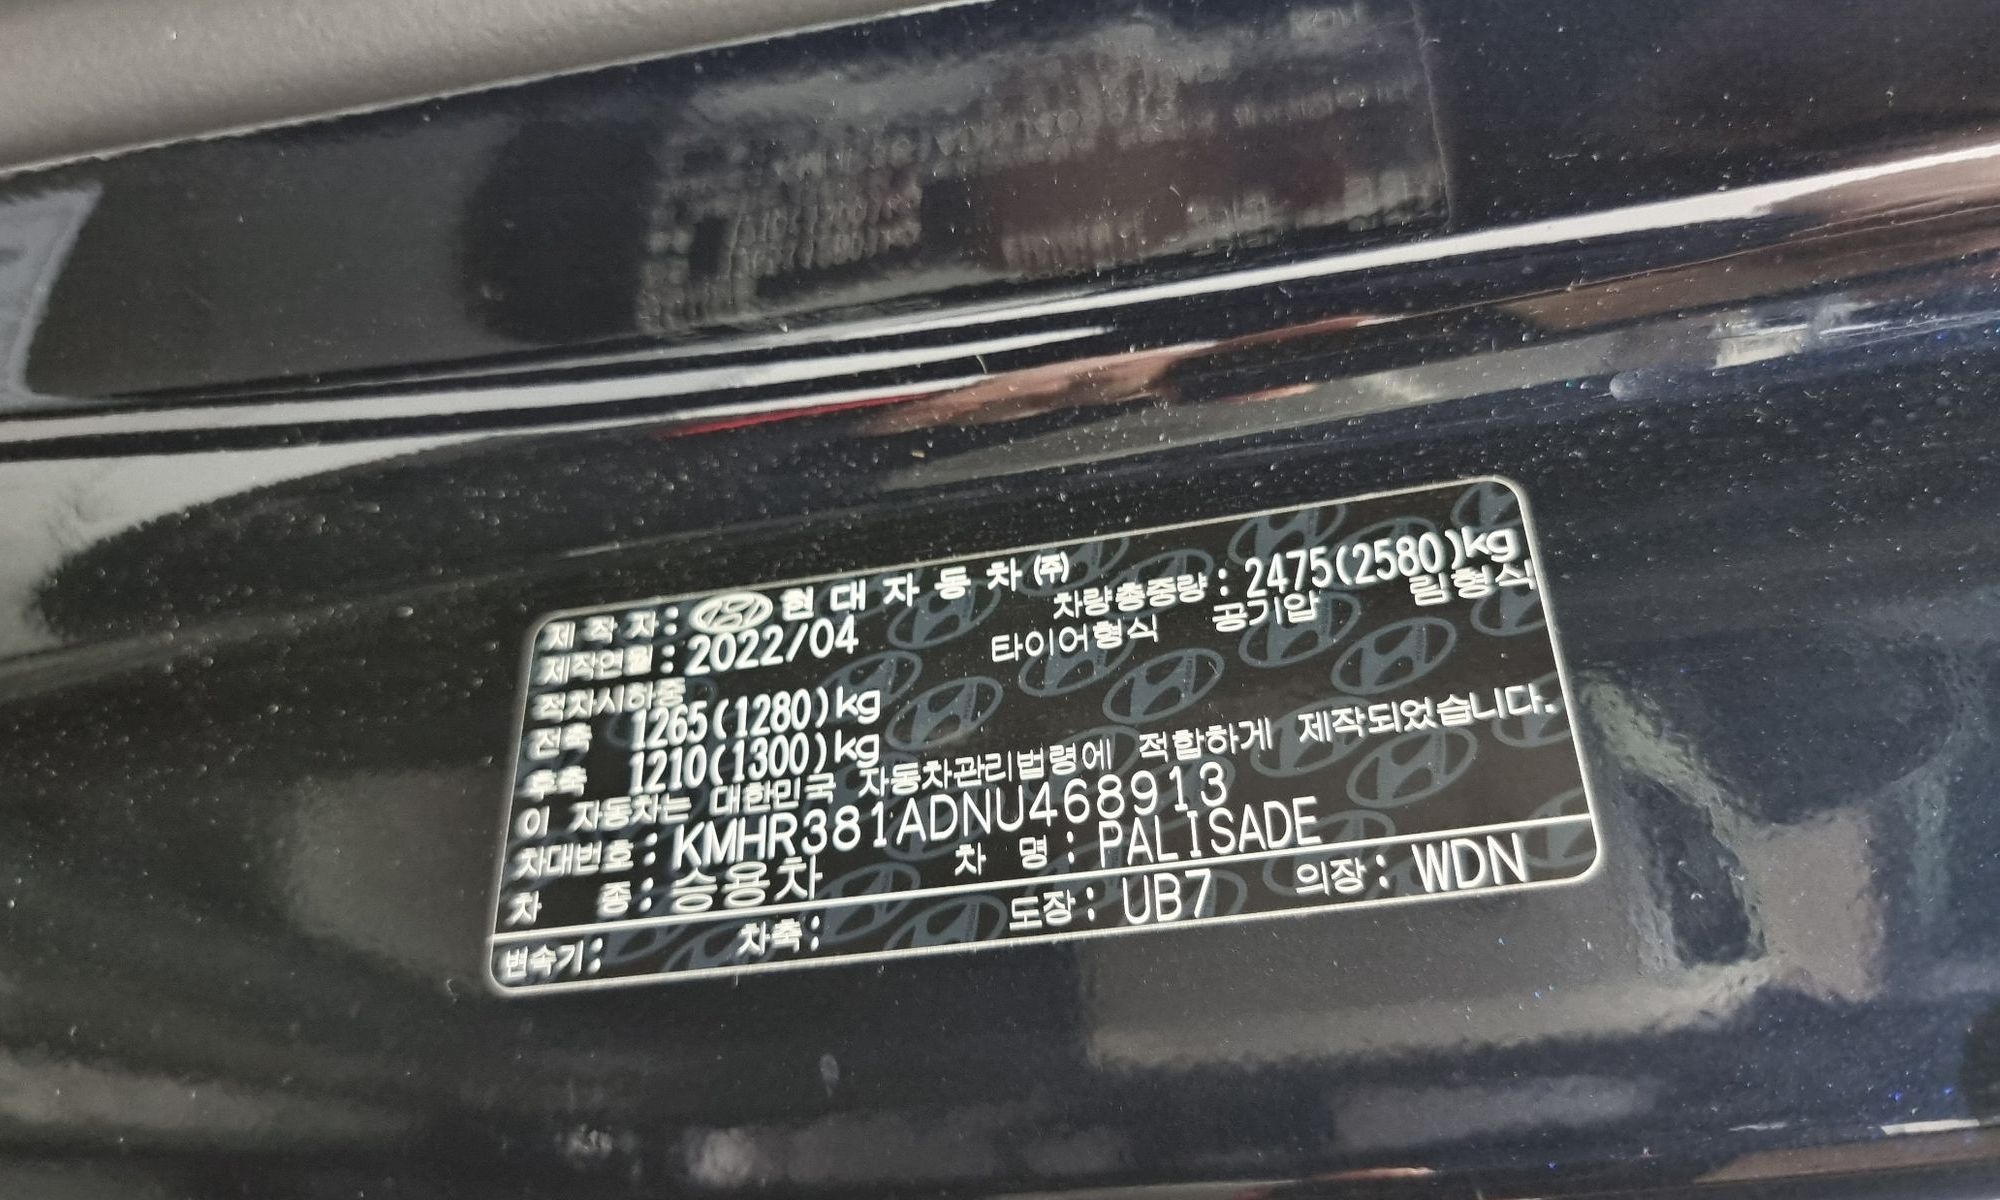 제 작 자 : 현 대 자 동 차 ㈜
제작연월 : 2022/04 차량총중량 : 2475(2580)kg
적차시하중 타이어형식 공기압 림형식
전축 1265(1280)kg
후축 1210(1300)kg
이 자동차는 대한민국 자동차관리법령에 적합하게 제작되었습니다.
차대번호 : KMHR381ADNU468913
차 종 : 승용차 차 명 : PALISADE
변속기 : 차축 : 도장 : UB7 의장 : WDN